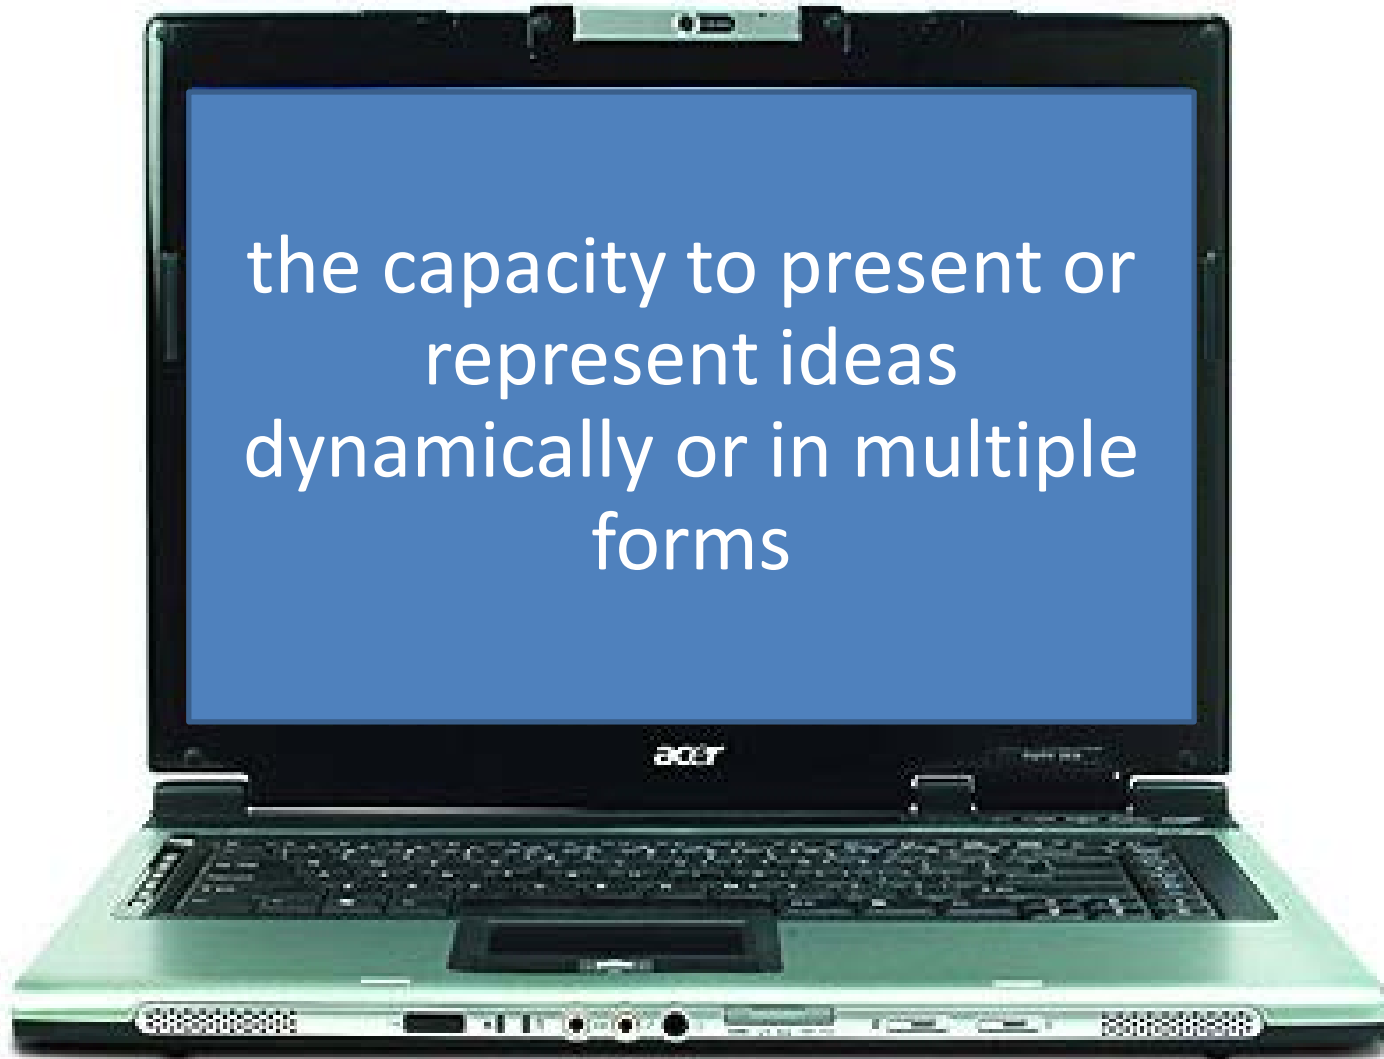 the capacity to present or
represent ideas
dynamically or in multiple
forms
acer